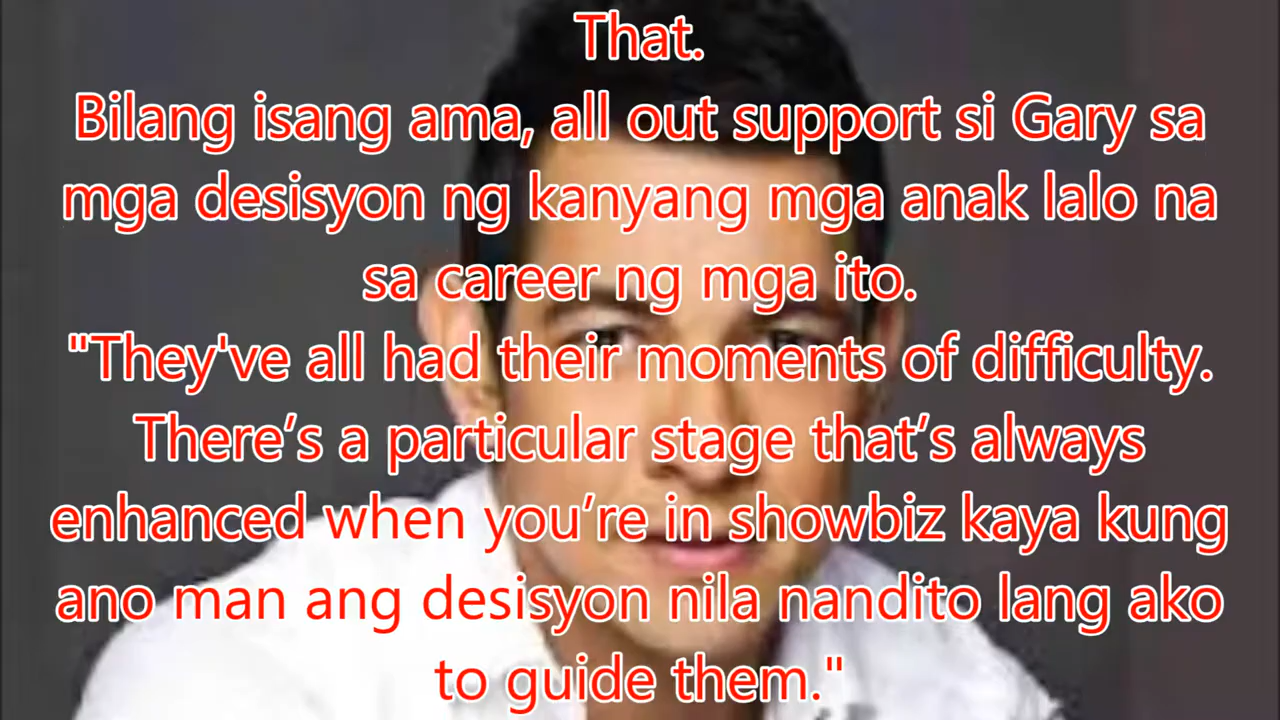 That.
Bilang isang ama, all out support si Gary sa
mga desisyon ng kanyang mga anak lalo na
sa career ng mga ito.
"They've all had their moments of difficulty.
There’s a particular stage that’s always
enhanced when you’re in showbiz kaya kung
ano man ang desisyon nila nandito lang ako
to guide them."